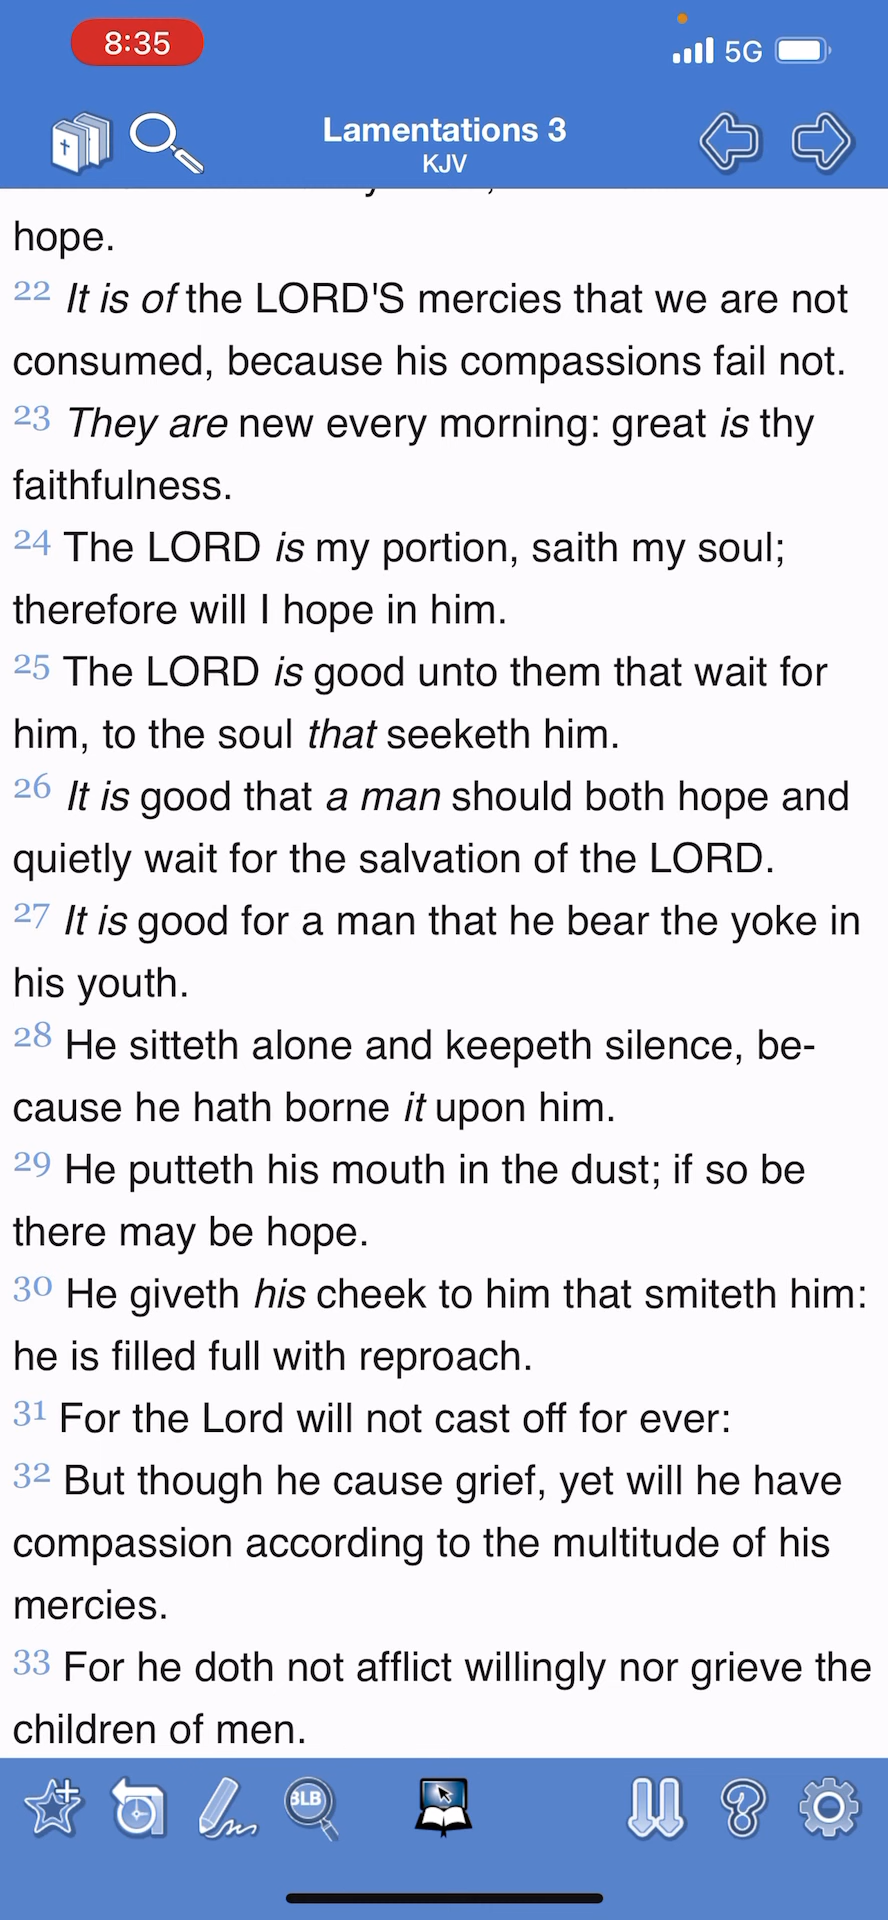 8:35
5G
Lamentations 3
KJV
hope.
22 It is of the LORD'S mercies that we are not
consumed, because his compassions fail not.
23 They are new every morning: great is thy
faithfulness.
24 The LORD is my portion, saith my soul;
therefore will I hope in him.
25 The LORD is good unto them that wait for
him, to the soul that seeketh him.
26 It is good that a man should both hope and
quietly wait for the salvation of the LORD.
27 It is good for a man that he bear the yoke in
his youth.
28 He sitteth alone and keepeth silence, be-
cause he hath borne it upon him.
29 He putteth his mouth in the dust; if so be
there may be hope.
30 He giveth his cheek to him that smiteth him:
he is filled full with reproach.
31 For the Lord will not cast off for ever:
32 But though he cause grief, yet will he have
compassion according to the multitude of his
mercies.
33 For he doth not afflict willingly nor grieve the
children of men.
BLB